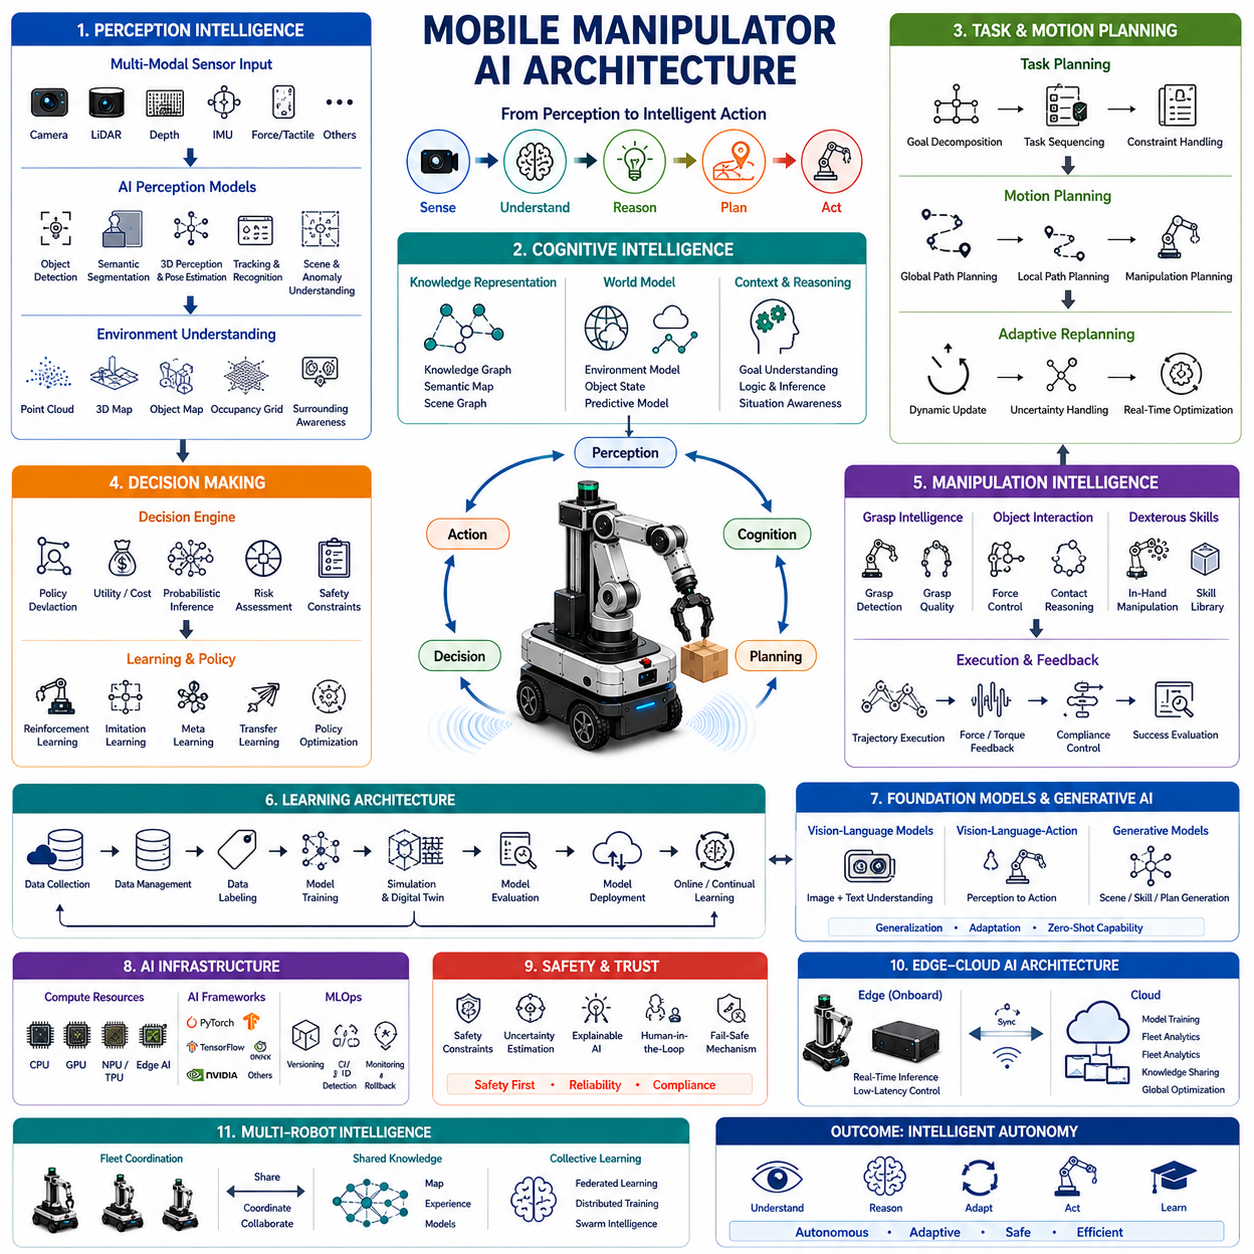 MOBILE MANIPULATOR
AI ARCHITECTURE
From Perception to Intelligent Action
Sense
Understand
Reason
Plan
Act
1. PERCEPTION INTELLIGENCE
Multi-Modal Sensor Input
Camera
LiDAR
Depth
IMU
Force/Tactile
Others
AI Perception Models
Object
Detection
Semantic
Segmentation
3D Perception
& Pose Estimation
Tracking &
Recognition
Scene &
Anomaly
Understanding
Environment Understanding
Point Cloud
3D Map
Object Map
Occupancy Grid
Surrounding
Awareness
2. COGNITIVE INTELLIGENCE
Knowledge Representation
Knowledge Graph
Semantic Map
Scene Graph
World Model
Environment Model
Object State
Predictive Model
Context & Reasoning
Goal Understanding
Logic & Inference
Situation Awareness
3. TASK & MOTION PLANNING
Task Planning
Goal Decomposition
Task Sequencing
Constraint Handling
Motion Planning
Global Path Planning
Local Path Planning
Manipulation Planning
Adaptive Replanning
Dynamic Update
Uncertainty Handling
Real-Time Optimization
Perception
Action
Cognition
Decision
Planning
4. DECISION MAKING
Decision Engine
Policy
Devlaction
Utility / Cost
Probabilistic
Inference
Risk
Assessment
Safety
Constraints
Learning & Policy
Reinforcement
Learning
Imitation
Learning
Meta
Learning
Transfer
Learning
Policy
Optimization
5. MANIPULATION INTELLIGENCE
Grasp Intelligence
Grasp
Detection
Grasp
Quality
Object Interaction
Force
Control
Contact
Reasoning
Dexterous Skills
In-Hand
Manipulation
Skill
Library
Execution & Feedback
Trajectory Execution
Force / Torque
Feedback
Compliance
Control
Success Evaluation
6. LEARNING ARCHITECTURE
Data Collection
Data Management
Data
Labeling
Model
Training
Simulation
& Digital Twin
Model
Evaluation
Model
Deployment
Online / Continual
Learning
7. FOUNDATION MODELS & GENERATIVE AI
Vision-Language Models
Image + Text Understanding
Vision-Language-Action
Perception to Action
Generative Models
Scene / Skill / Plan Generation
Generalization • Adaptation • Zero-Shot Capability
8. AI INFRASTRUCTURE
Compute Resources
CPU
GPU
NPU /
TPU
Edge AI
AI Frameworks
PyTorch
TensorFlow
ONNX
NVIDIA
Others
MLOps
Versioning
CI/
ID
Detection
Monitoring
&
Rollback
9. SAFETY & TRUST
Safety
Constraints
Uncertainty
Estimation
Explainable
AI
Human-in-
the-Loop
Fail-Safe
Mechanism
Safety First • Reliability • Compliance
10. EDGE–CLOUD AI ARCHITECTURE
Edge (Onboard)
Real-Time Inference
Low-Latency Control
Sync
Cloud
Model Training
Fleet Analytics
Fleet Analytics
Knowledge Sharing
Global Optimization
11. MULTI-ROBOT INTELLIGENCE
Fleet Coordination
Share
Coordinate
Collaborate
Shared Knowledge
Map
Experience
Models
Collective Learning
Federated Learning
Distributed Training
Swarm Intelligence
OUTCOME: INTELLIGENT AUTONOMY
Understand
Reason
Adapt
Act
Learn
Autonomous • Adaptive • Safe • Efficient